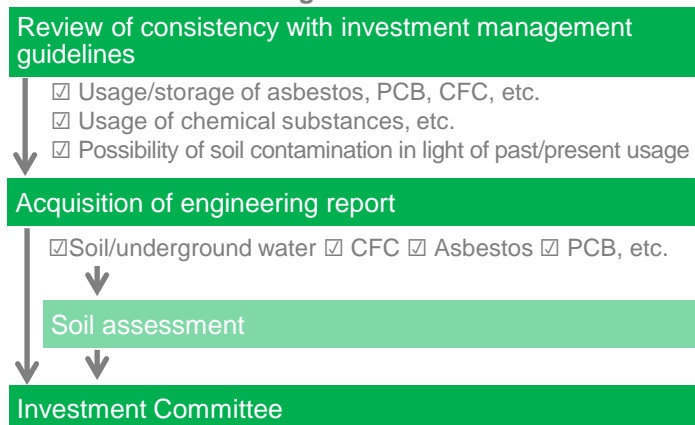 Review of consistency with investment management
guidelines
☑ Usage/storage of asbestos, PCB, CFC, etc.
☑ Usage of chemical substances, etc.
☑ Possibility of soil contamination in light of past/present usage
Acquisition of engineering report
☑Soil/underground water ☑ CFC ☑ Asbestos ☑ PCB, etc.
Soil assessment
Investment Committee